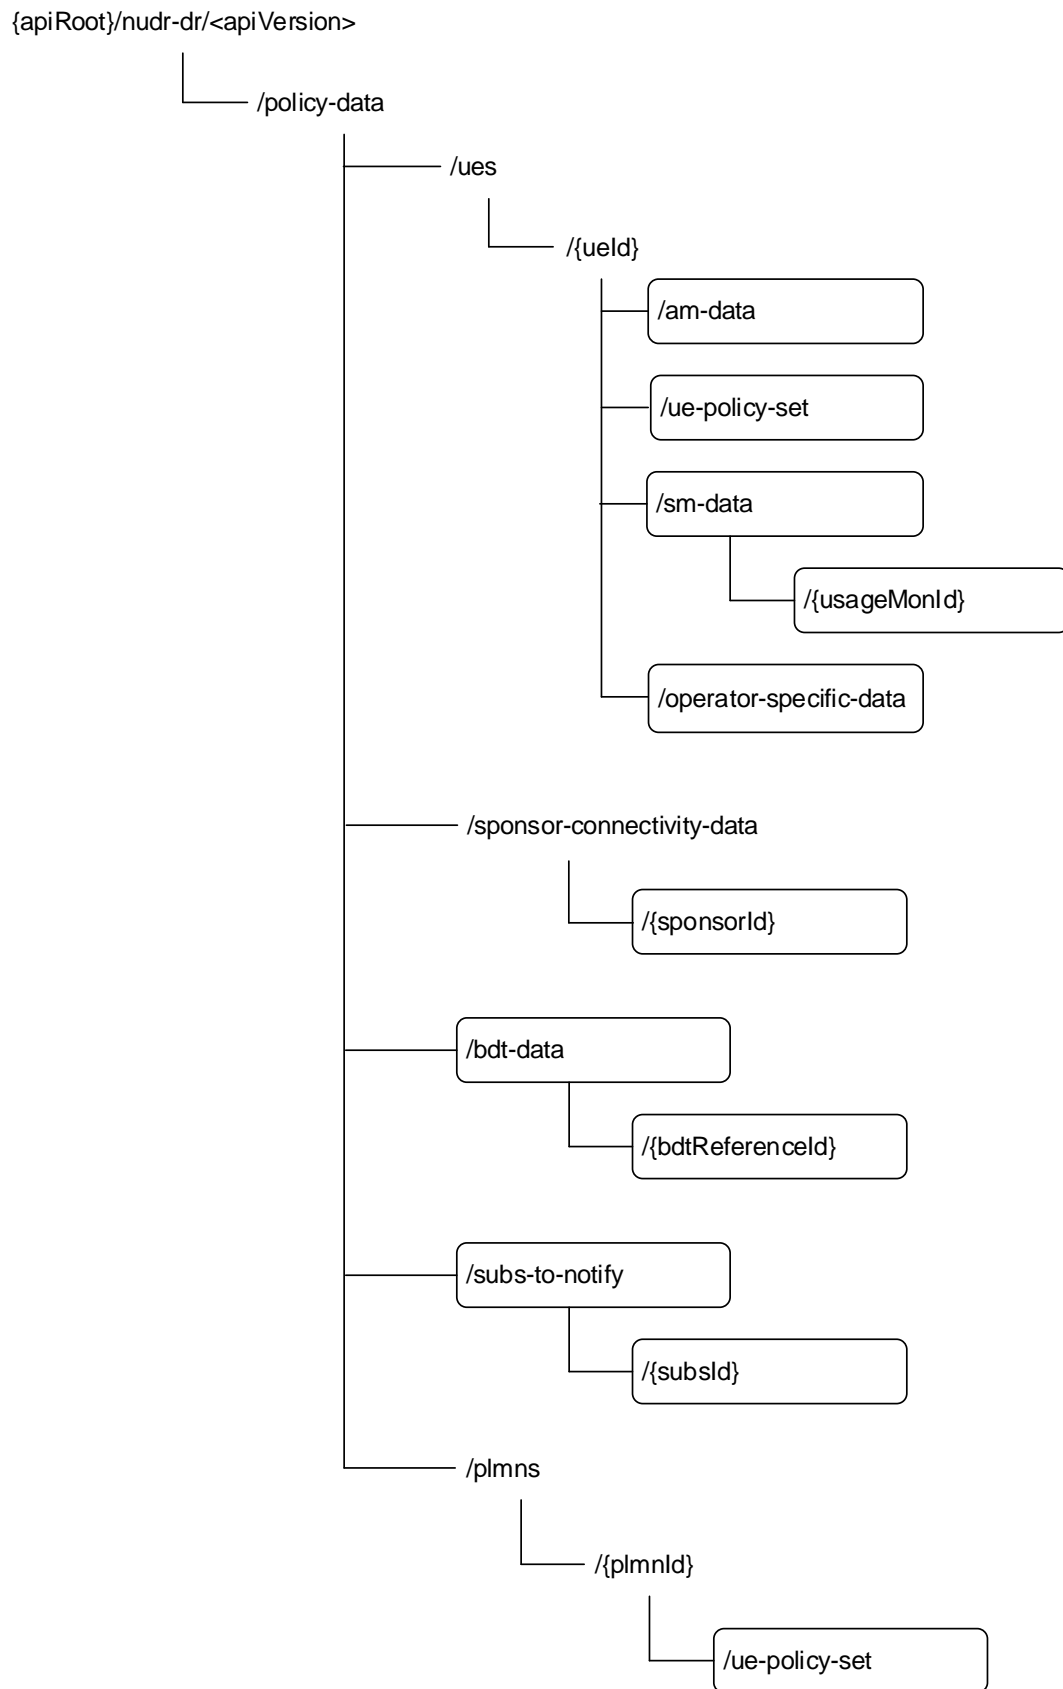 {apiRoot}/nudr-dr/<apiVersion>
/policy-data
/ues
/{ueId}
/am-data
/ue-policy-set
/sm-data
/{usageMonId}
/operator-specific-data
/sponsor-connectivity-data
/{sponsorId}
/bdt-data
/{bdtReferenceId}
/subs-to-notify
/{subsId}
/plmns
/{plmnId}
/ue-policy-set